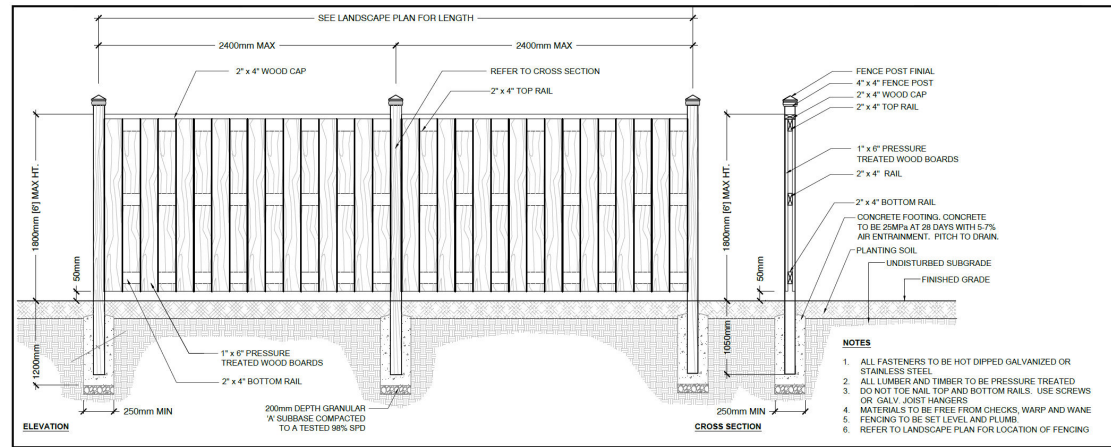 SEE LANDSCAPE PLAN FOR LENGTH
2400mm MAX
2400mm MAX
2" x 4" WOOD CAP
REFER TO CROSS SECTION
2" x 4" TOP RAIL
1800mm [6'] MAX HT.
50mm
1200mm
1" x 6" PRESSURE
TREATED WOOD BOARDS
2" x 4" BOTTOM RAIL
250mm MIN
200mm DEPTH GRANULAR
'A' SUBBASE COMPACTED
TO A TESTED 98% SPD
ELEVATION
FENCE POST FINIAL
4" x 4" FENCE POST
2" x 4" WOOD CAP
2" x 4" TOP RAIL
1" x 6" PRESSURE
TREATED WOOD BOARDS
2" x 4" RAIL
2" x 4" BOTTOM RAIL
CONCRETE FOOTING. CONCRETE
TO BE 25MPa AT 28 DAYS WITH 5-7%
AIR ENTRAINMENT. PITCH TO DRAIN.
PLANTING SOIL
UNDISTURBED SUBGRADE
FINISHED GRADE
1800mm [6'] MAX HT.
50mm
1050mm
250mm MIN
CROSS SECTION
NOTES
1. ALL FASTENERS TO BE HOT DIPPED GALVANIZED OR
STAINLESS STEEL
2. ALL LUMBER AND TIMBER TO BE PRESSURE TREATED
3. DO NOT TOE NAIL TOP AND BOTTOM RAILS. USE SCREWS
OR GALV. JOIST HANGERS
4. MATERIALS TO BE FREE FROM CHECKS, WARP AND WANE
5. FENCING TO BE SET LEVEL AND PLUMB.
6. REFER TO LANDSCAPE PLAN FOR LOCATION OF FENCING